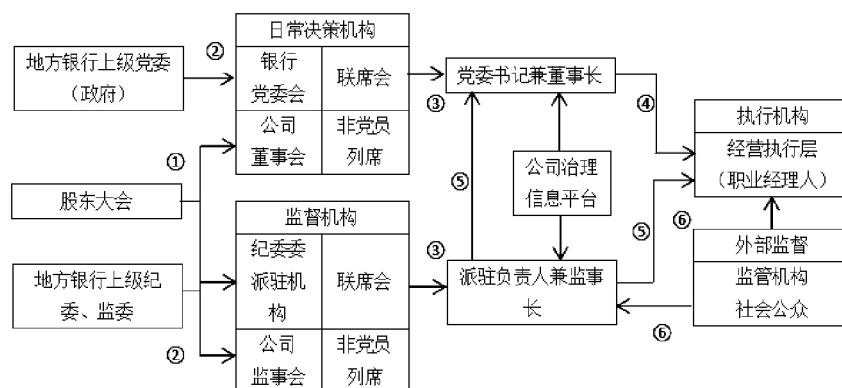 日常决策机构
地方银行上级党委
（政府）
②
银行
党委会
联席会
公司
董事会
非党员
列席
①
股东大会
地方银行上级纪
委、监委
②
监督机构
纪委委
派驻机
构
联席会
公司
监事会
非党员
列席
③
党委书记兼董事长
④
⑤
公司治理
信息平台
③
派驻负责人兼监事
长
⑤
执行机构
经营执行层
（职业经理人）
⑥
外部监督
监管机构
社会公众
⑥